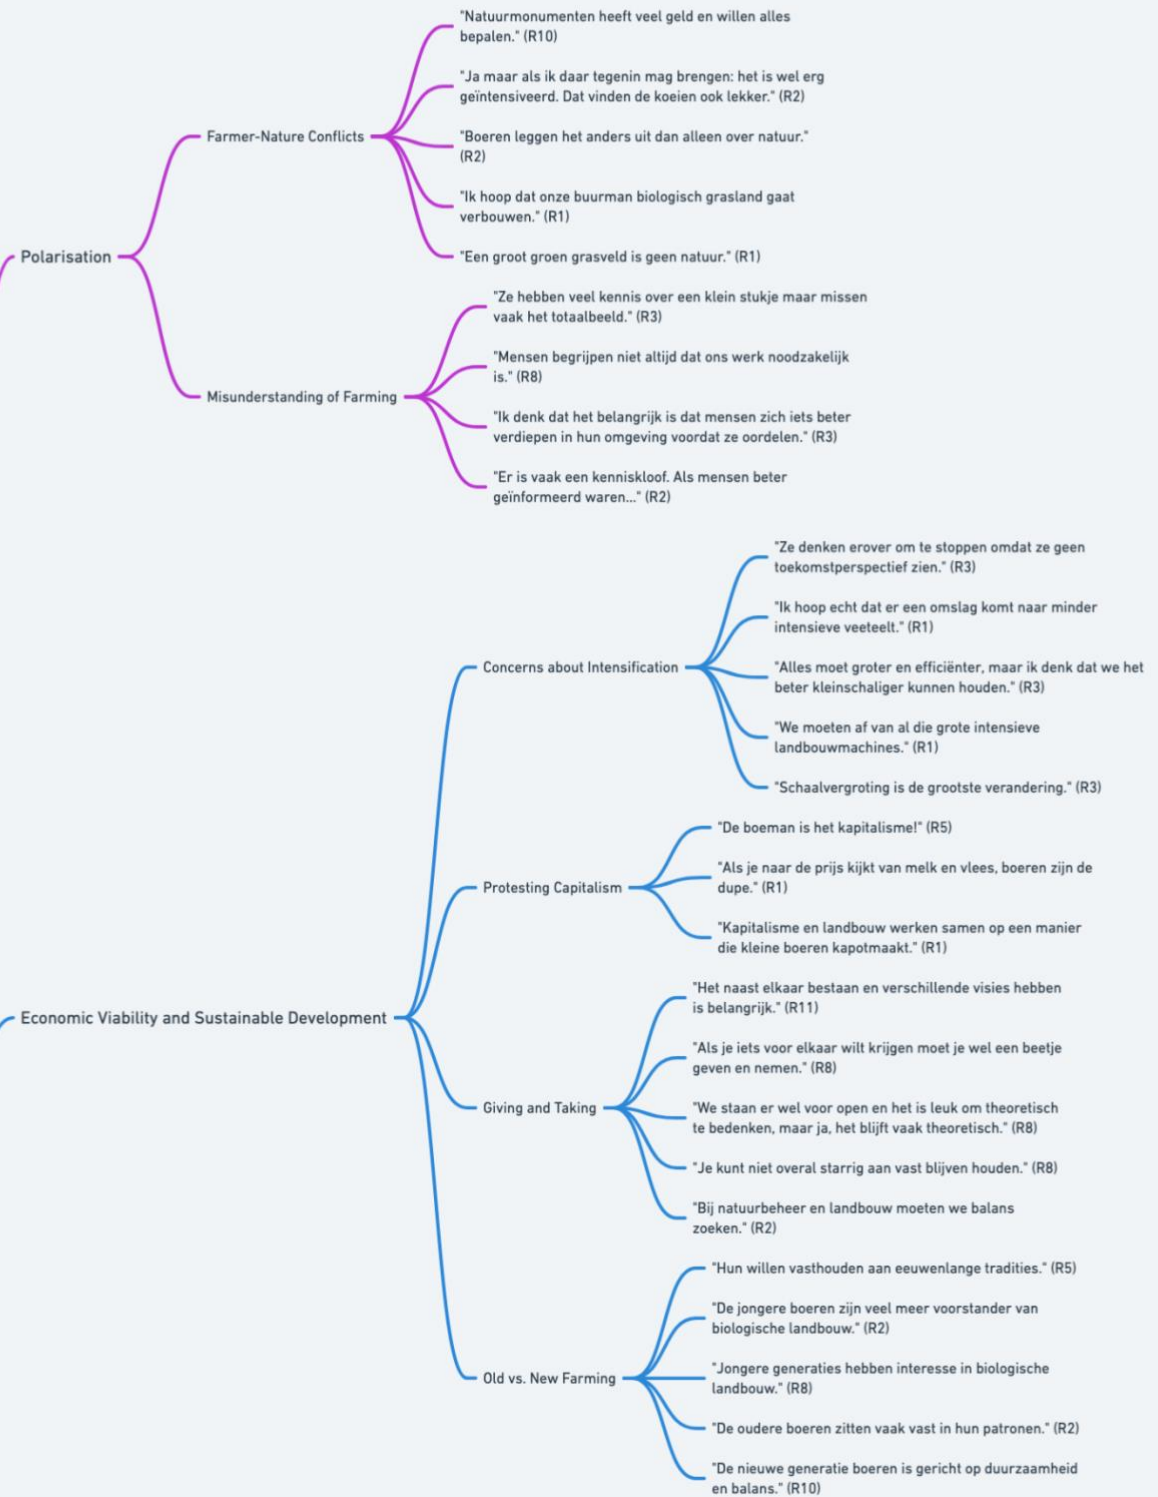 Polarisation
Farmer-Nature Conflicts
"Natuurmonumenten heeft veel geld en willen alles
bepalen." (R10)
"Ja maar als ik daar tegenin mag brengen: het is wel erg
geïntensiveerd. Dat vinden de koeien ook lekker." (R2)
"Boeren leggen het anders uit dan alleen over natuur."
(R2)
"Ik hoop dat onze buurman biologisch grasland gaat
verbouwen." (R1)
"Een groot groen grasveld is geen natuur." (R1)
Misunderstanding of Farming
"Ze hebben veel kennis over een klein stukje maar missen
vaak het totaalbeeld." (R3)
"Mensen begrijpen niet altijd dat ons werk noodzakelijk
is." (R8)
"Ik denk dat het belangrijk is dat mensen zich iets beter
verdiepen in hun omgeving voordat ze oordelen." (R3)
"Er is vaak een kenniskloof. Als mensen beter
geïnformeerd waren..." (R2)
Economic Viability and Sustainable Development
Concerns about Intensification
"Ze denken erover om te stoppen omdat ze geen
toekomstperspectief zien." (R3)
"Ik hoop echt dat er een omslag komt naar minder
intensieve veeteelt." (R1)
"Alles moet groter en efficiënter, maar ik denk dat we het
beter kleinschaliger kunnen houden." (R3)
"We moeten af van al die grote intensieve
landbouwmachines." (R1)
"Schaalvergroting is de grootste verandering." (R3)
Protesting Capitalism
"De boeman is het kapitalisme!" (R5)
"Als je naar de prijs kijkt van melk en vlees, boeren zijn de
dupe." (R1)
"Kapitalisme en landbouw werken samen op een manier
die kleine boeren kapotmaakt." (R1)
Giving and Taking
"Het naast elkaar bestaan en verschillende visies hebben
is belangrijk." (R11)
"Als je iets voor elkaar wilt krijgen moet je wel een beetje
geven en nemen." (R8)
"We staan er wel voor open en het is leuk om theoretisch
te bedenken, maar ja, het blijft vaak theoretisch." (R8)
"Je kunt niet overal starrig aan vast blijven houden." (R8)
"Bij natuurbeheer en landbouw moeten we balans
zoeken." (R2)
Old vs. New Farming
"Hun willen vasthouden aan eeuwenlange tradities." (R5)
"De jongere boeren zijn veel meer voorstander van
biologische landbouw." (R2)
"Jongere generaties hebben interesse in biologische
landbouw." (R8)
"De oudere boeren zitten vaak vast in hun patronen." (R2)
"De nieuwe generatie boeren is gericht op duurzaamheid
en balans." (R10)